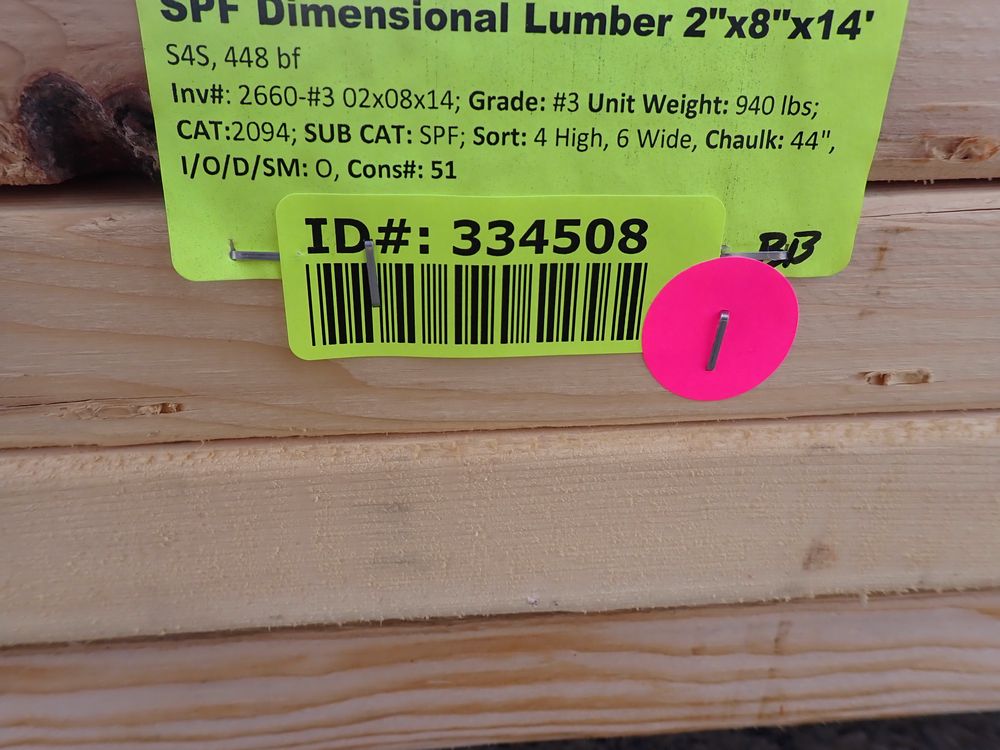 SPF Dimensional Lumber 2"x8"x14'
S4S, 448 bf
Inv#: 2660-#3 02x08x14; Grade: #3 Unit Weight: 940 lbs;
CAT:2094; SUB CAT: SPF; Sort: 4 High, 6 Wide, Chaulk: 44",
I/O/D/SM: O, Cons#: 51
ID#: 334508